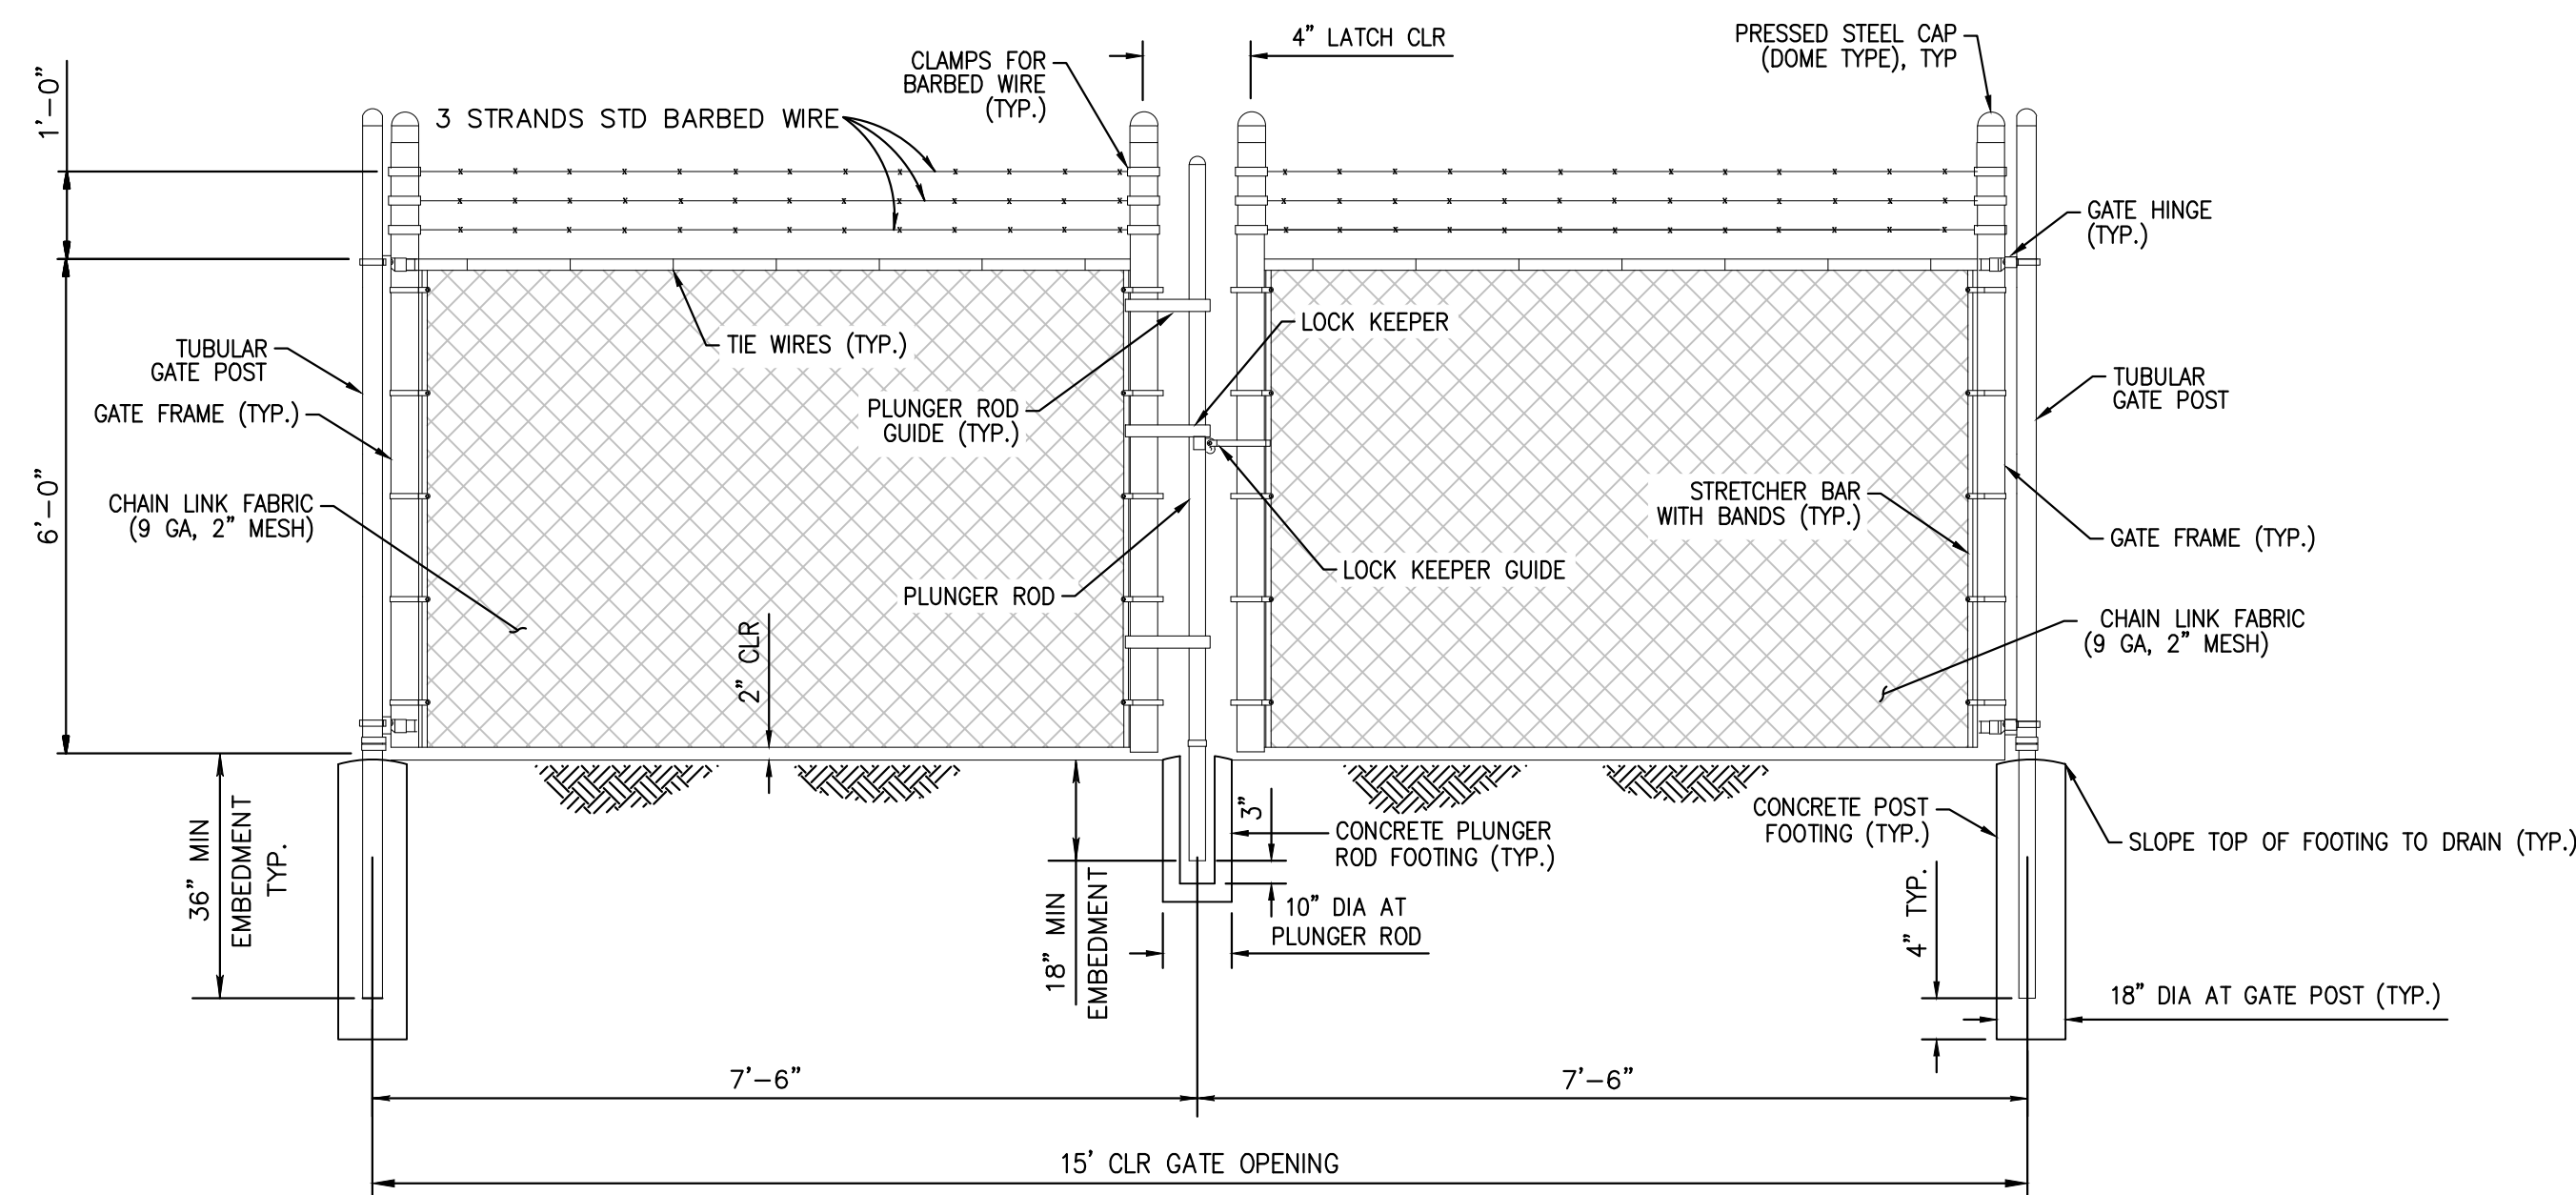 4” LATCH CLR
PRESSED STEEL CAP
(DOME TYPE), TYP
CLAMPS FOR
BARBED WIRE
(TYP.)
1’-0”
3 STRANDS STD BARBED WIRE
GATE HINGE
(TYP.)
TUBULAR
GATE POST
TIE WIRES (TYP.)
LOCK KEEPER
TUBULAR
GATE POST
GATE FRAME (TYP.)
PLUNGER ROD
GUIDE (TYP.)
6’-0”
CHAIN LINK FABRIC
(9 GA, 2” MESH)
STRETCHER BAR
WITH BANDS (TYP.)
GATE FRAME (TYP.)
LOCK KEEPER GUIDE
PLUNGER ROD
2” CLR
CHAIN LINK FABRIC
(9 GA, 2” MESH)
36” MIN
EMBEDMENT
TYP.
3”
CONCRETE PLUNGER
ROD FOOTING (TYP.)
CONCRETE POST
FOOTING (TYP.)
SLOPE TOP OF FOOTING TO DRAIN (TYP.)
18” MIN
EMBEDMENT
10” DIA AT
PLUNGER ROD
4” TYP.
18” DIA AT GATE POST (TYP.)
7’-6”
7’-6”
15’ CLR GATE OPENING